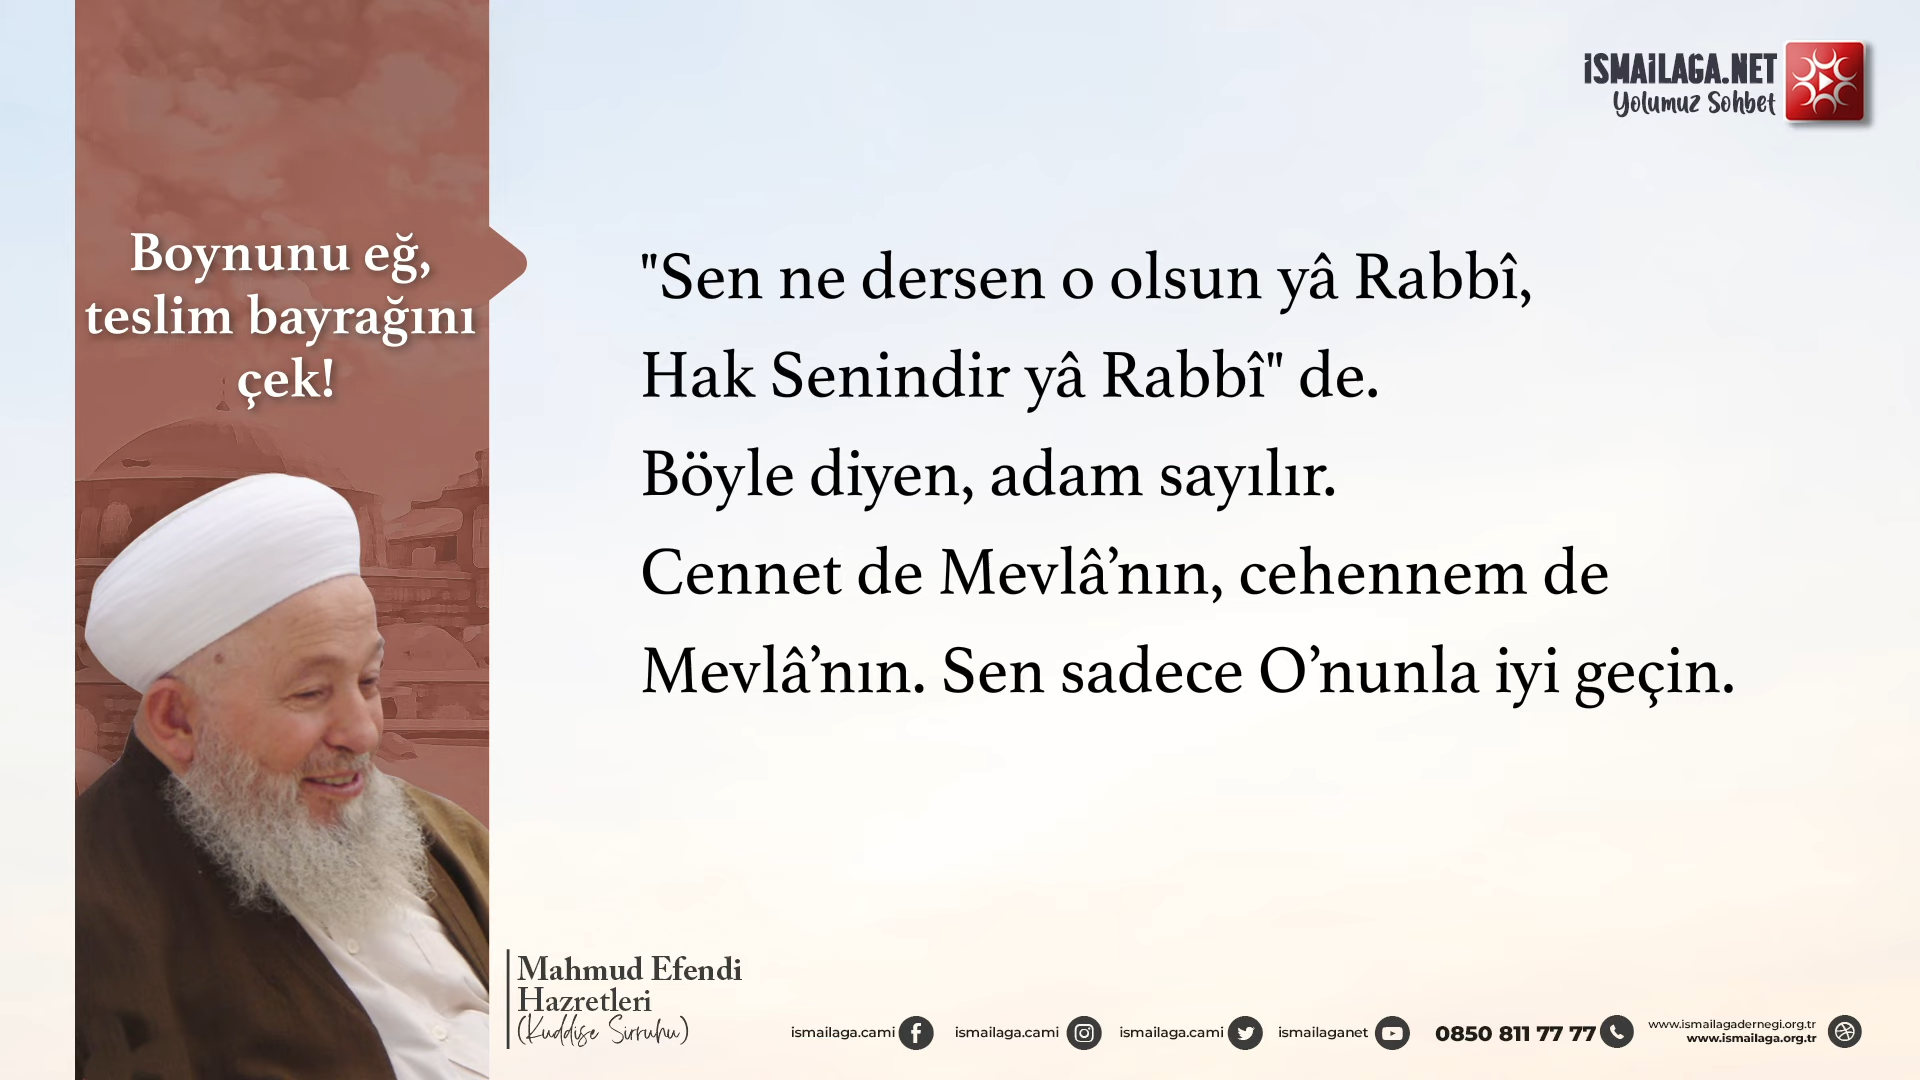 iSMAiLAGA.NET
Yolumuz Sohbet
Boynunu eğ,
teslim bayrağını
çek!
"Sen ne dersen o olsun yâ Rabbî,
Hak Senindir yâ Rabbî" de.
Böyle diyen, adam sayılır.
Cennet de Mevlâ’nın, cehennem de
Mevlâ’nın. Sen sadece O’nunla iyi geçin.
Mahmud Efendi
Hazretleri
(Kuddise Sirruhu)
ismailaga.cami
ismailaga.cami
ismailaga.cami
ismailaganet
0850 811 77 77
www.ismailagadernegi.org.tr
www.ismailaga.org.tr